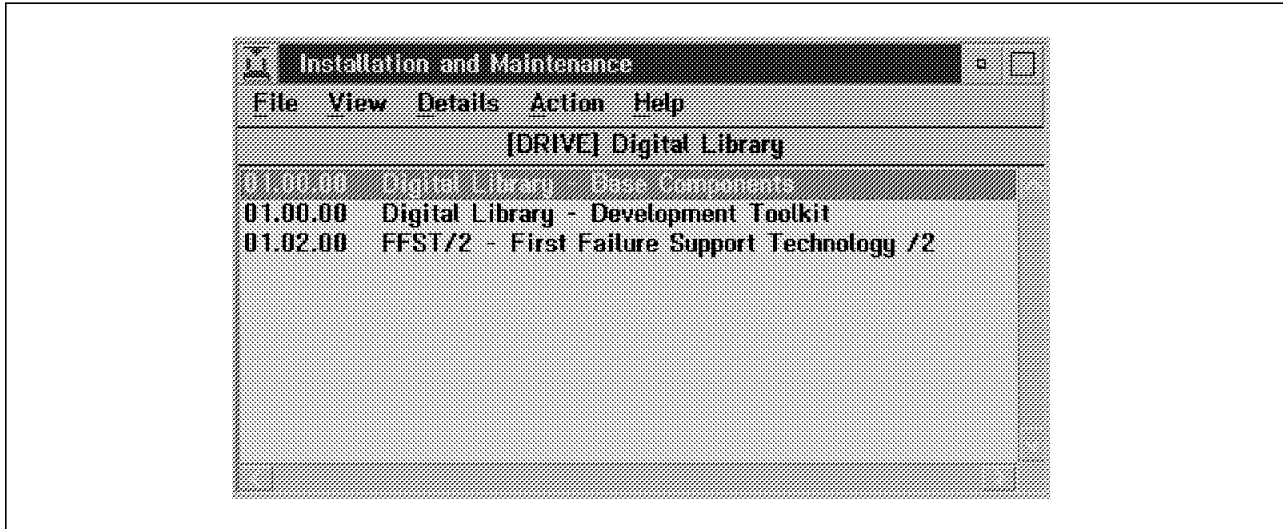 Installation and Maintenance
File View Details Action Help
[DRIVE] Digital Library
01.00.00 Digital Library - Base Components
01.00.00 Digital Library - Development Toolkit
01.02.00 FFST/2 - First Failure Support Technology /2